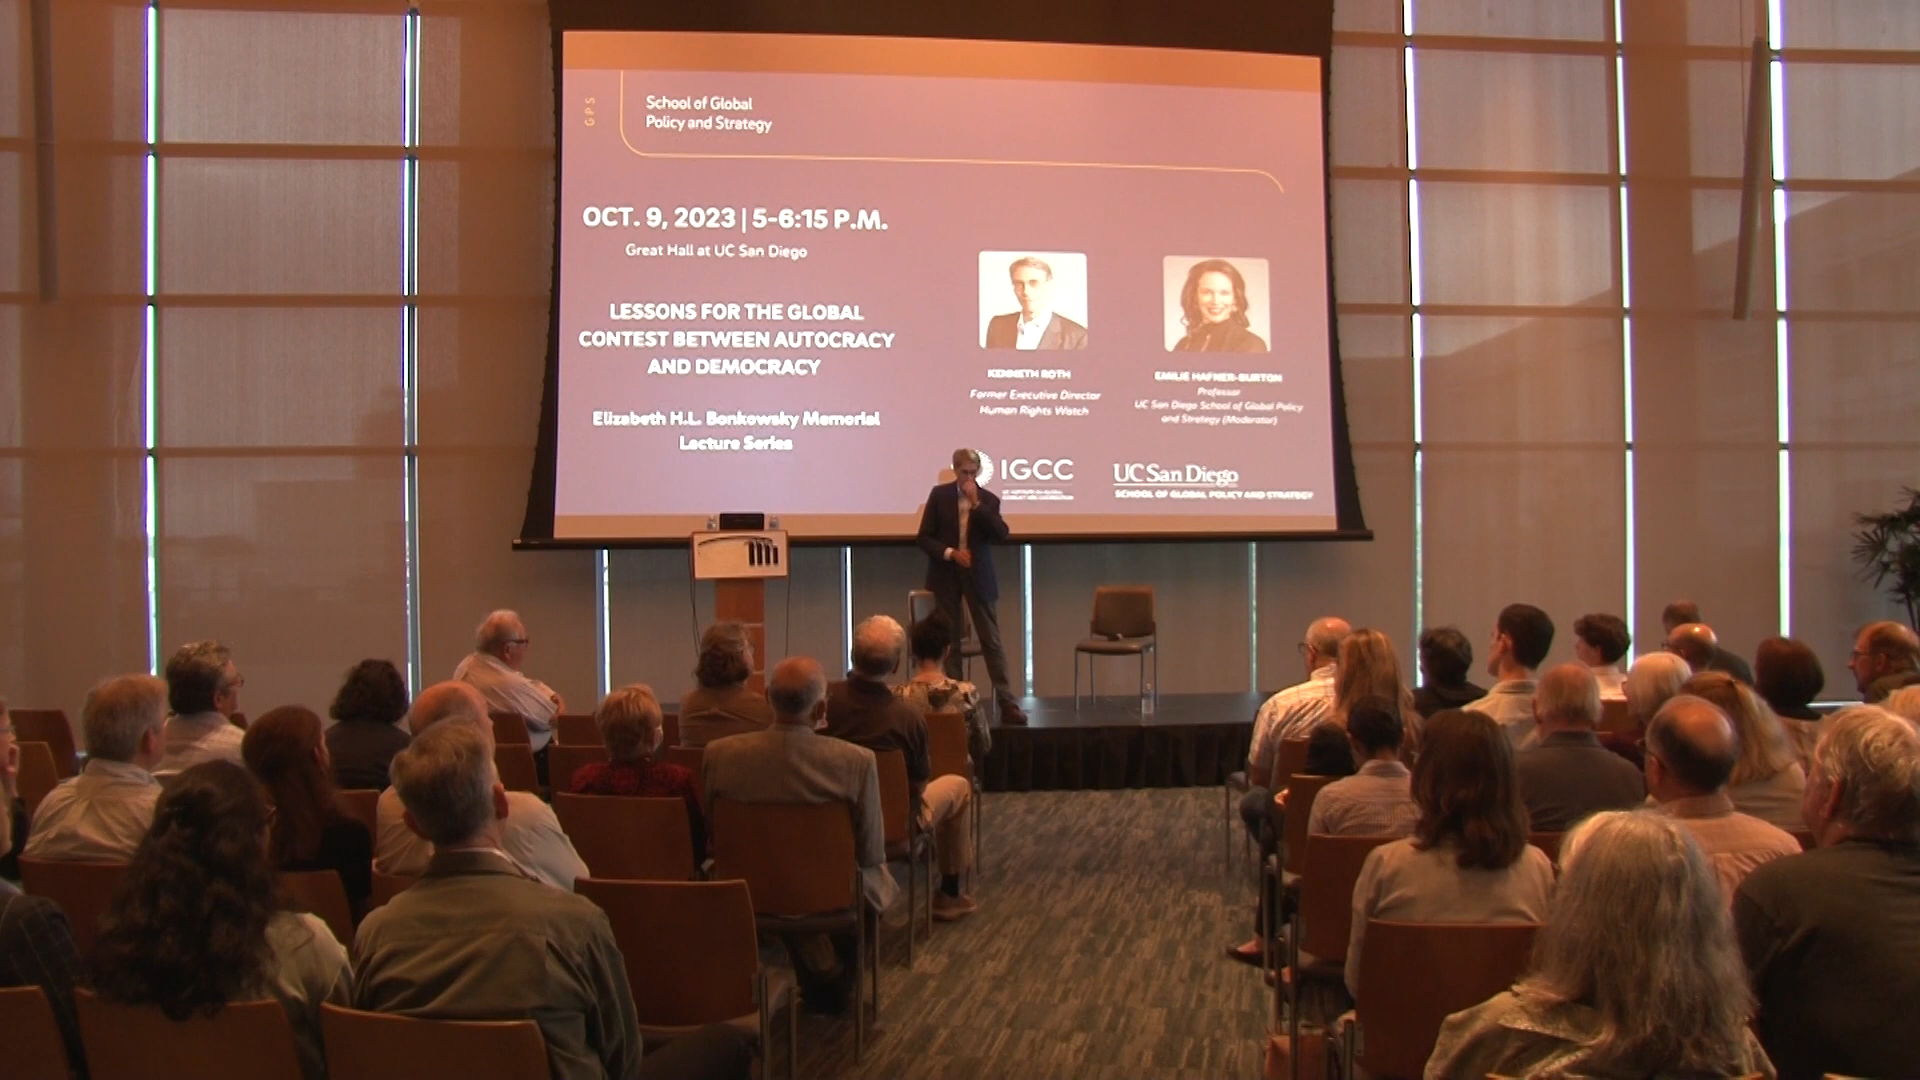 GPS
School of Global
Policy and Strategy
OCT. 9, 2023 | 5-6:15 P.M.
Great Hall at UC San Diego
LESSONS FOR THE GLOBAL
CONTEST BETWEEN AUTOCRACY
AND DEMOCRACY
Elizabeth H.L. Bonkowsky Memorial
Lecture Series
KENNETH ROTH
Former Executive Director
Human Rights Watch
EMILIE HAFNER-BURTON
Professor
UC San Diego School of Global Policy
and Strategy (Moderator)
IGCC
UC San Diego
SCHOOL OF GLOBAL POLICY AND STRATEGY